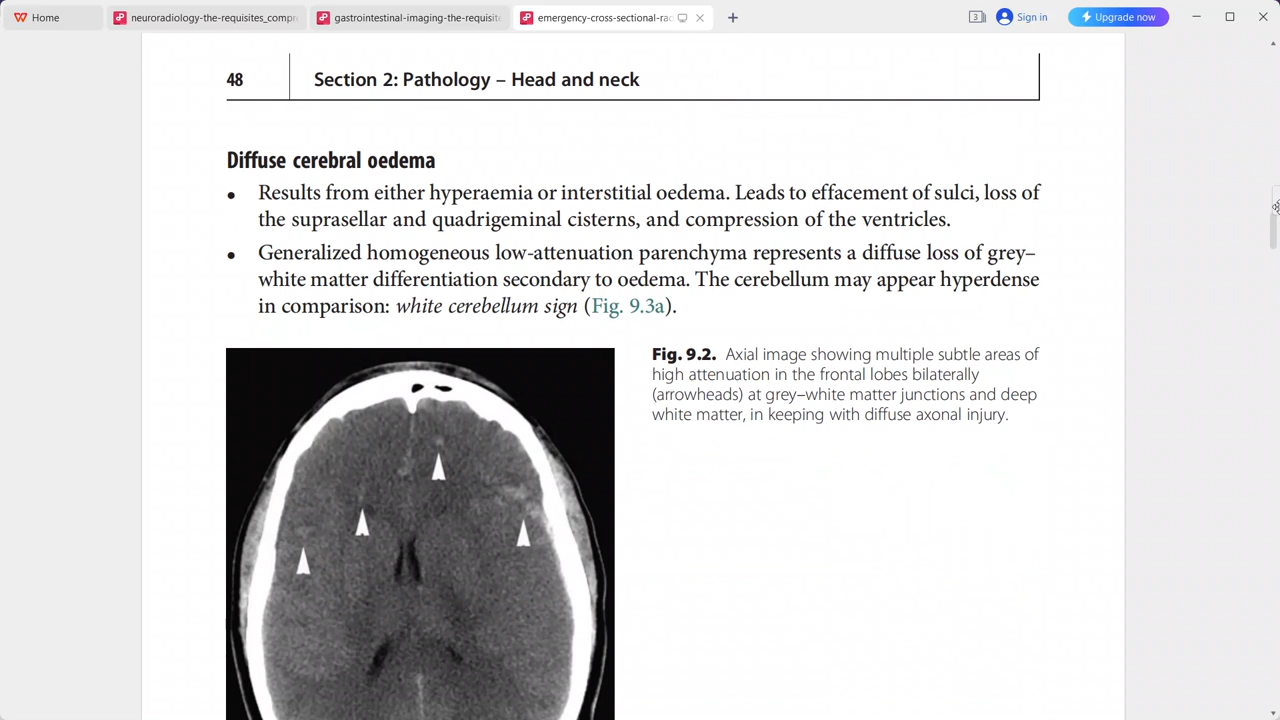 Home
neuroradiology-the-requisites_compr
gastrointestinal-imaging-the-requisite
emergency-cross-sectional-rad
3
Sign in
Upgrade now
48
Section 2: Pathology – Head and neck
Diffuse cerebral oedema
• Results from either hyperaemia or interstitial oedema. Leads to effacement of sulci, loss of
the suprasellar and quadrigeminal cisterns, and compression of the ventricles.
• Generalized homogeneous low-attenuation parenchyma represents a diffuse loss of grey–
white matter differentiation secondary to oedema. The cerebellum may appear hyperdense
in comparison: white cerebellum sign (Fig. 9.3a).
Fig. 9.2. Axial image showing multiple subtle areas of
high attenuation in the frontal lobes bilaterally
(arrowheads) at grey–white matter junctions and deep
white matter, in keeping with diffuse axonal injury.